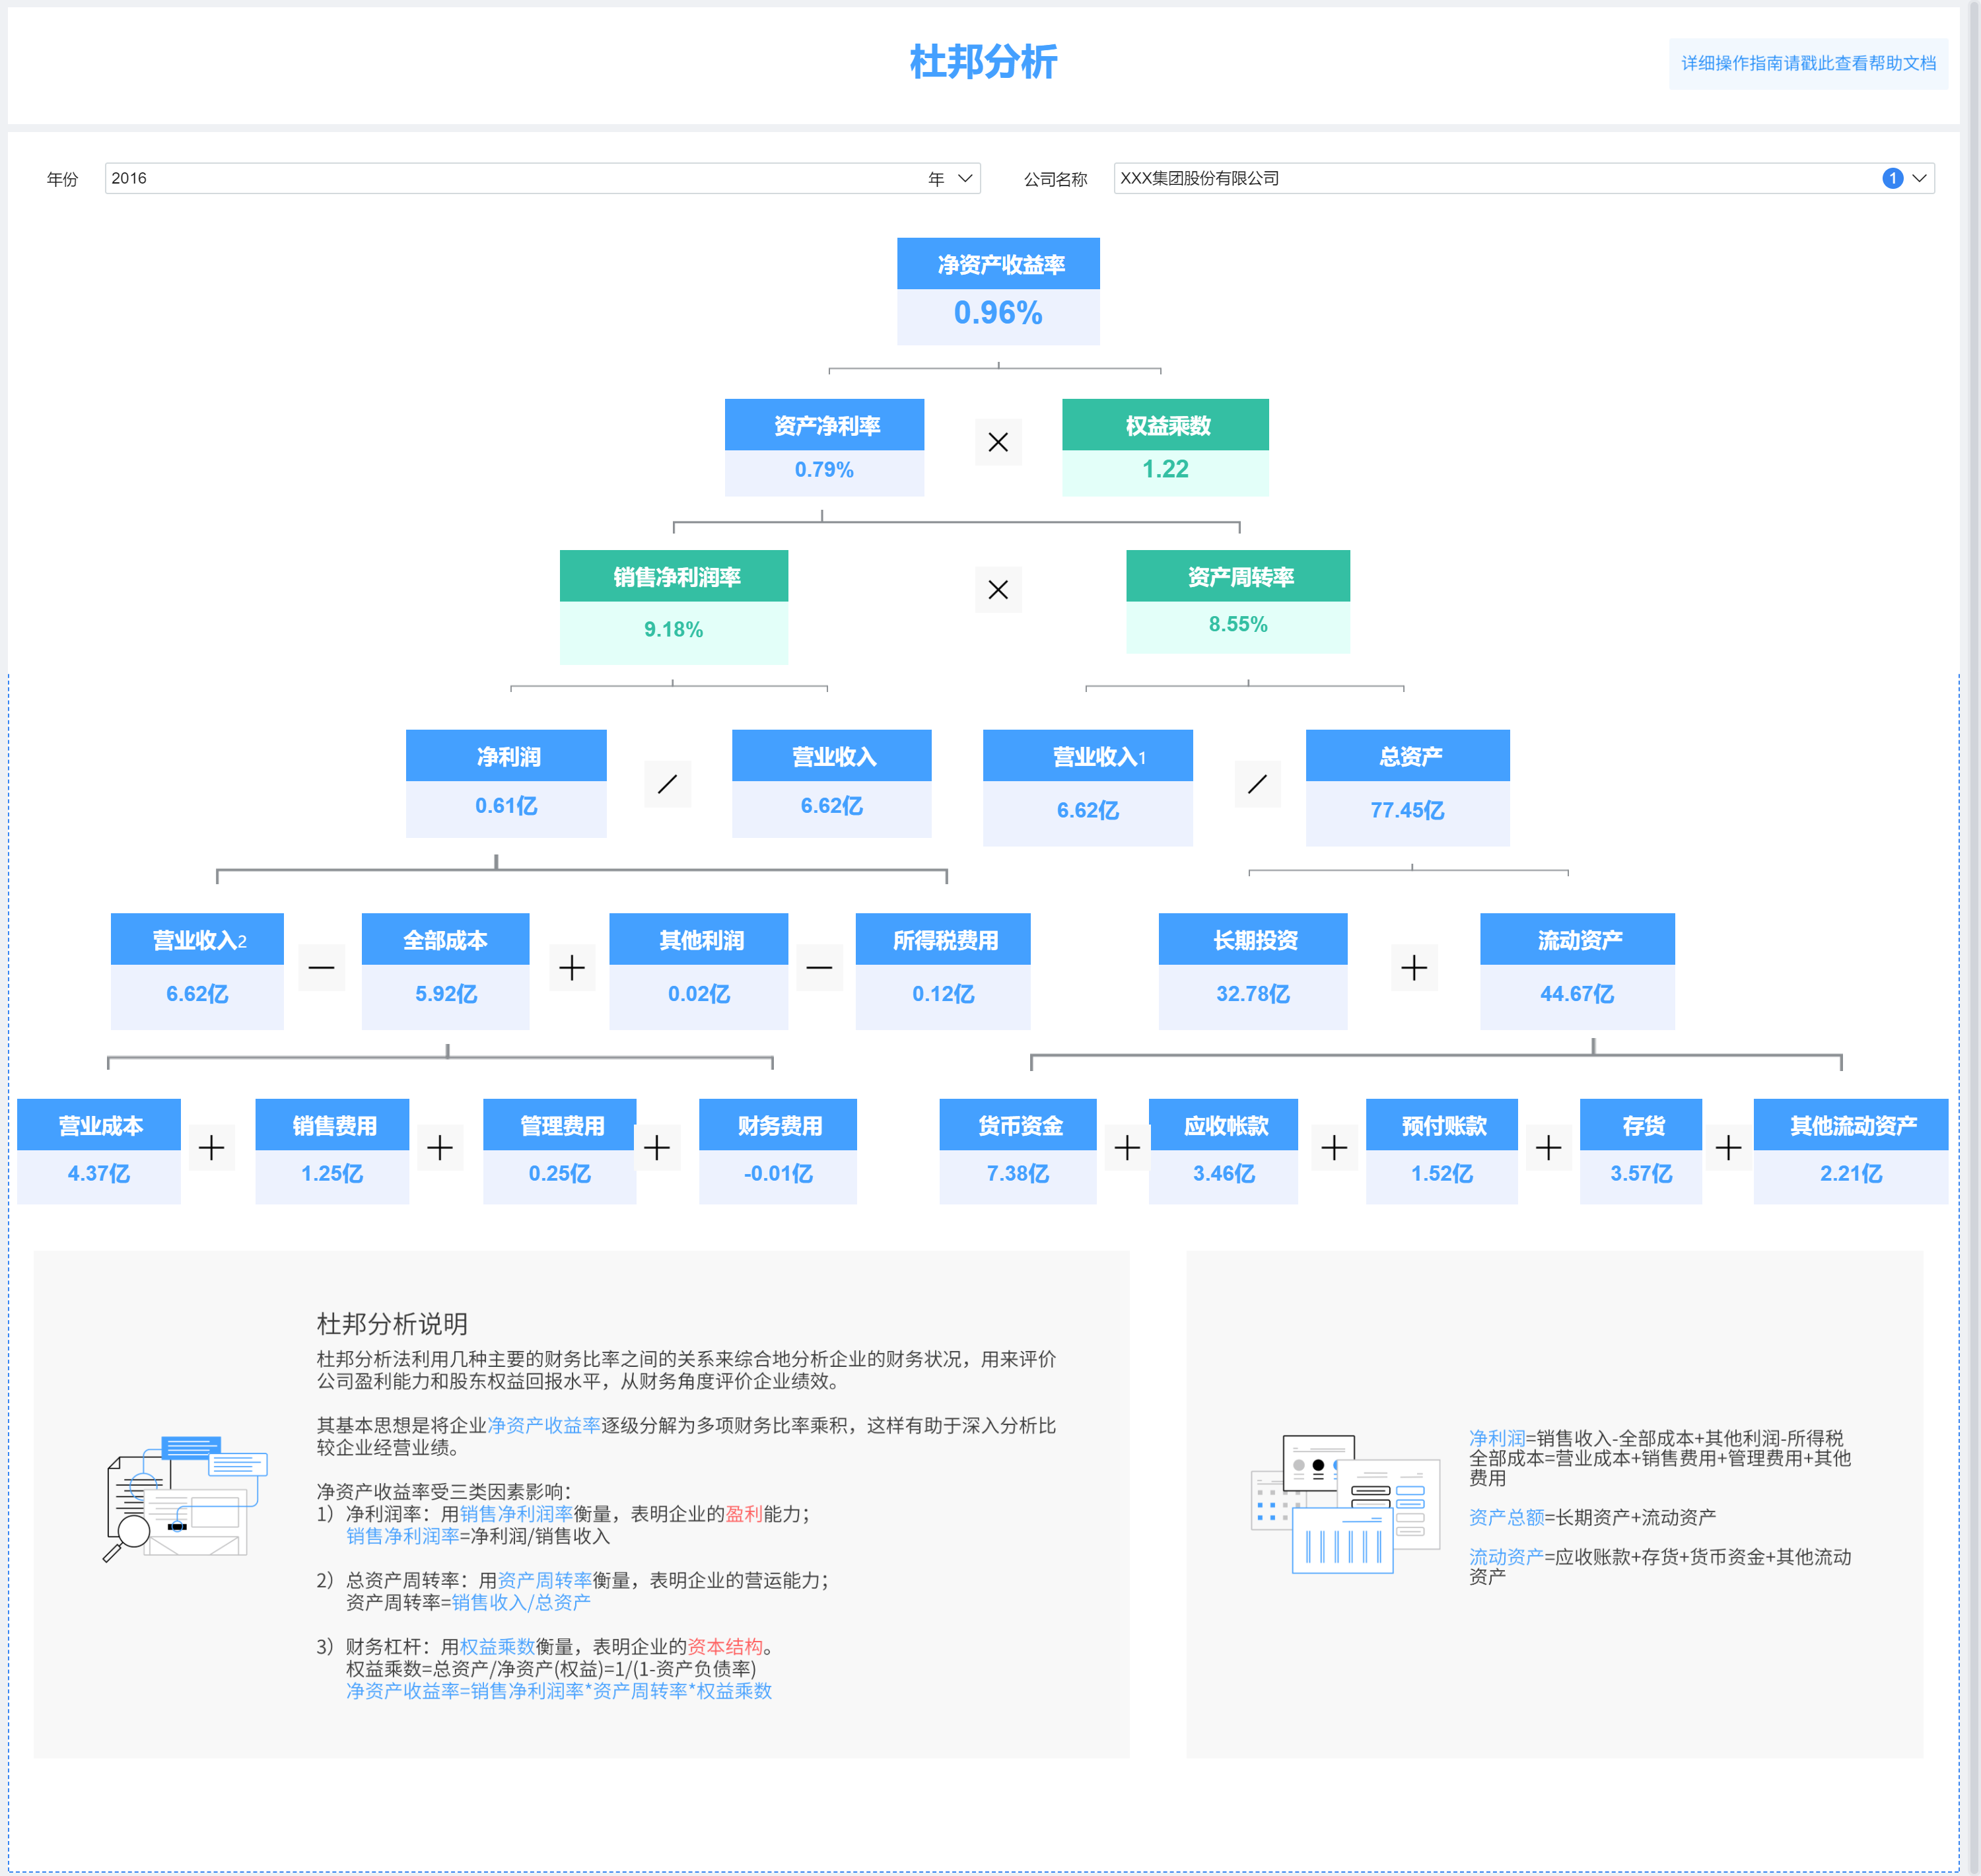 杜邦分析
详细操作指南请戳此查看帮助文档
年份 2016 年 公司名称 XXX集团股份有限公司 1
净资产收益率
0.96%
资产净利率 × 权益乘数
0.79% 1.22
销售净利润率 × 资产周转率
9.18% 8.55%
净利润 / 营业收入 营业收入1 / 总资产
0.61亿 6.62亿 6.62亿 77.45亿
营业收入2 − 全部成本 + 其他利润 − 所得税费用 长期投资 + 流动资产
6.62亿 5.92亿 0.02亿 0.12亿 32.78亿 44.67亿
营业成本 + 销售费用 + 管理费用 + 财务费用 货币资金 + 应收帐款 + 预付账款 + 存货 + 其他流动资产
4.37亿 1.25亿 0.25亿 -0.01亿 7.38亿 3.46亿 1.52亿 3.57亿 2.21亿
杜邦分析说明
杜邦分析法利用几种主要的财务比率之间的关系来综合地分析企业的财务状况，用来评价
公司盈利能力和股东权益回报水平，从财务角度评价企业绩效。
其基本思想是将企业净资产收益率逐级分解为多项财务比率乘积，这样有助于深入分析比
较企业经营业绩。
净资产收益率受三类因素影响：
1）净利润率：用销售净利润率衡量，表明企业的盈利能力；
销售净利润率=净利润/销售收入
2）总资产周转率：用资产周转率衡量，表明企业的营运能力；
资产周转率=销售收入/总资产
3）财务杠杆：用权益乘数衡量，表明企业的资本结构。
权益乘数=总资产/净资产(权益)=1/(1-资产负债率)
净资产收益率=销售净利润率*资产周转率*权益乘数
净利润=销售收入-全部成本+其他利润-所得税
全部成本=营业成本+销售费用+管理费用+其他
费用
资产总额=长期资产+流动资产
流动资产=应收账款+存货+货币资金+其他流动
资产